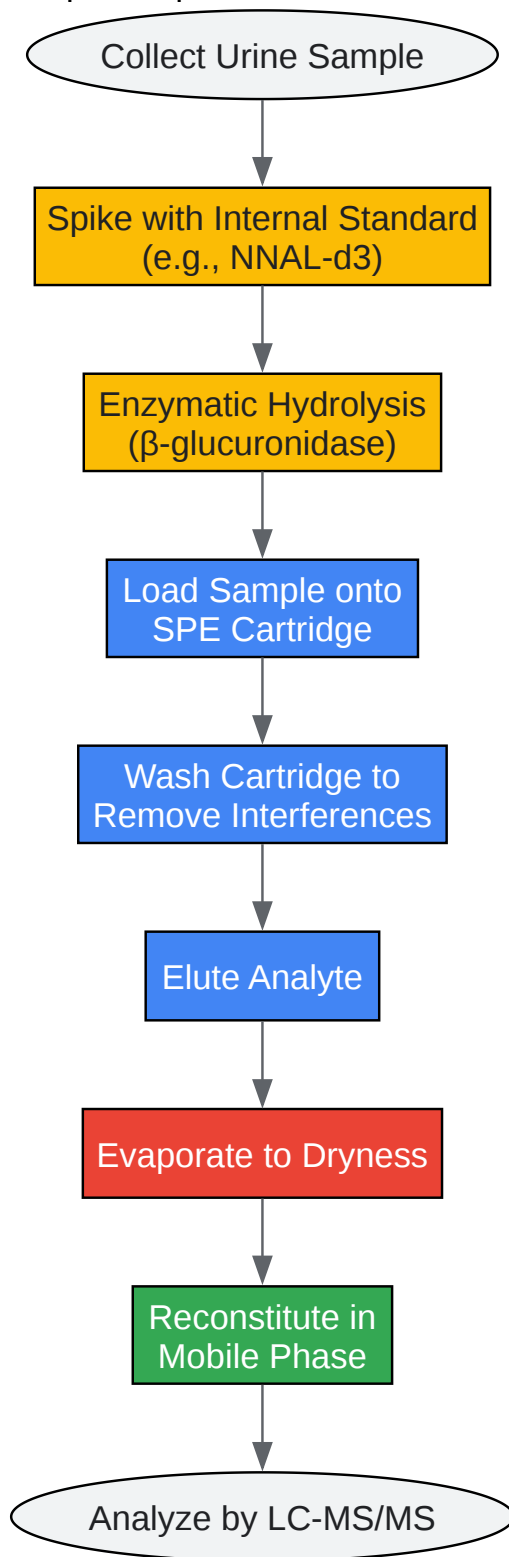 Collect Urine Sample
Spike with Internal Standard
(e.g., NNAL-d3)
Enzymatic Hydrolysis
(β-glucuronidase)
Load Sample onto
SPE Cartridge
Wash Cartridge to
Remove Interferences
Elute Analyte
Evaporate to Dryness
Reconstitute in
Mobile Phase
Analyze by LC-MS/MS